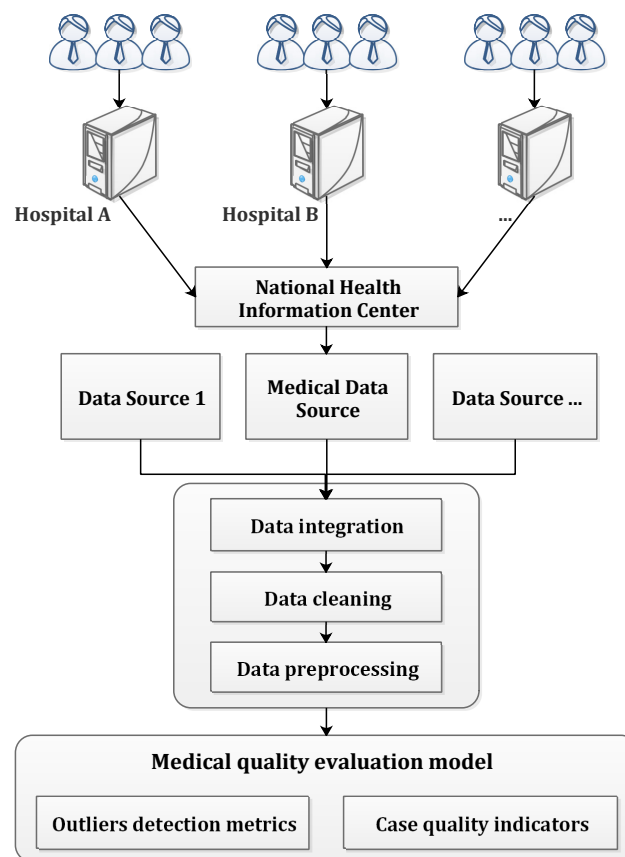 Hospital A
Hospital B
...
National Health
Information Center
Data Source 1
Medical Data
Source
Data Source ...
Data integration
Data cleaning
Data preprocessing
Medical quality evaluation model
Outliers detection metrics
Case quality indicators